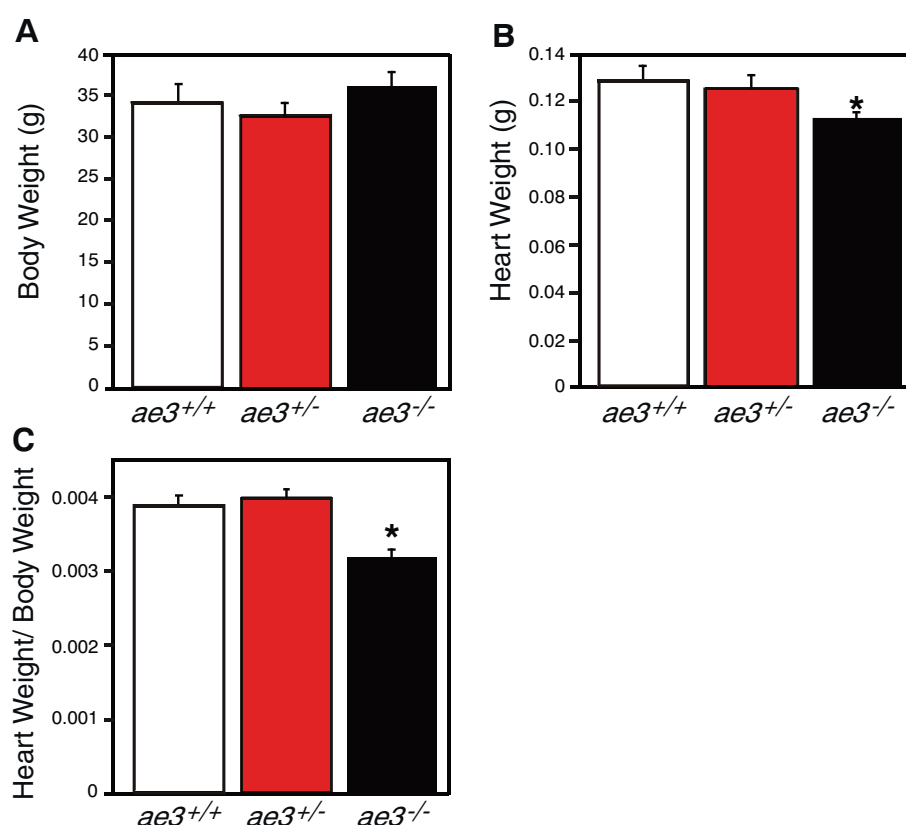 A
Body Weight (g)
40
35
30
25
20
15
10
5
0
ae3+/+ ae3+/- ae3-/-
B
Heart Weight (g)
0.14
0.12
0.10
0.08
0.06
0.04
0.02
0
*
ae3+/+ ae3+/- ae3-/-
C
Heart Weight/ Body Weight
0.004
0.003
0.002
0.001
0
*
ae3+/+ ae3+/- ae3-/-